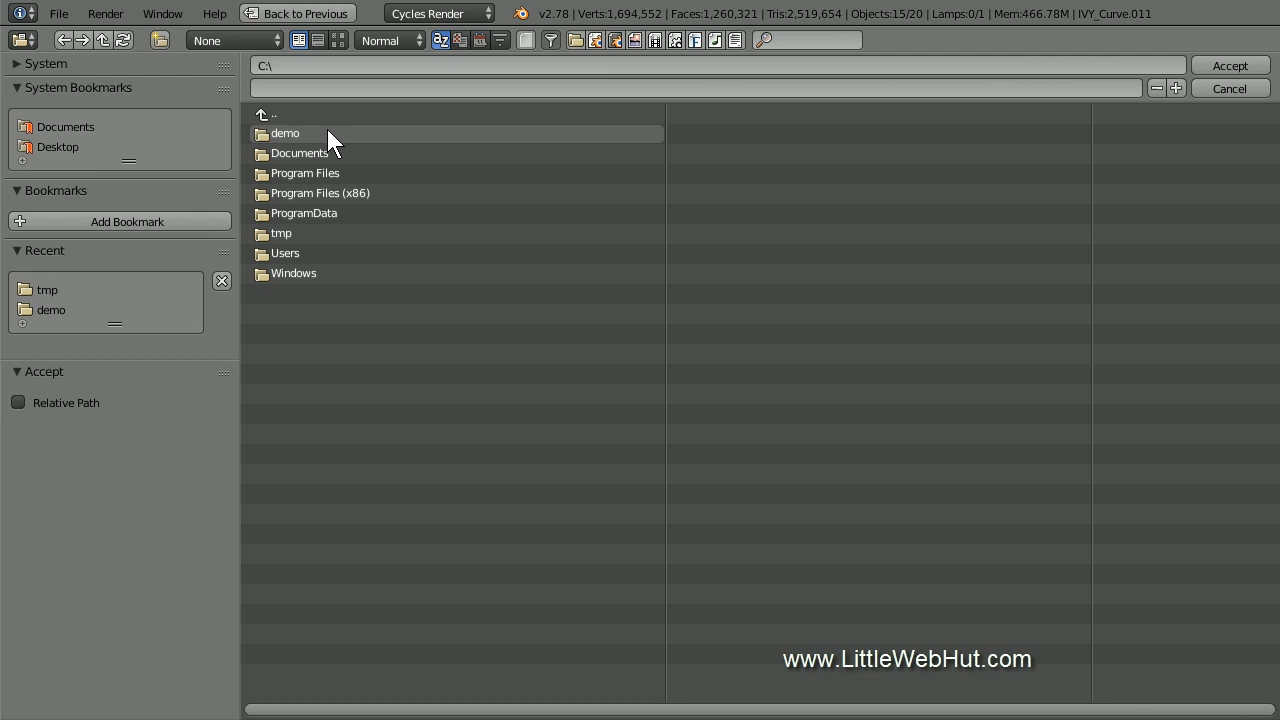 File Render Window Help Back to Previous Cycles Render v2.78 | Verts:1,694,552 | Faces:1,260,321 | Tris:2,519,654 | Objects:15/20 | Lamps:0/1 | Mem:466.78M | IVY_Curve.011
None Normal
System
C:\ Accept
System Bookmarks
Cancel
Documents
Desktop
Bookmarks
Add Bookmark
Recent
tmp
demo
Accept
Relative Path
..
demo
Documents
Program Files
Program Files (x86)
ProgramData
tmp
Users
Windows
www.LittleWebHut.com